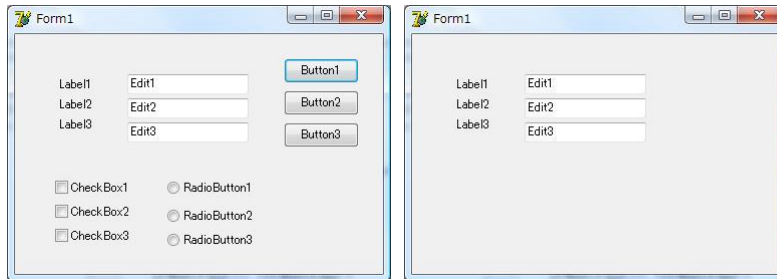 Form1
Label1 Edit1 Button1
Label2 Edit2 Button2
Label3 Edit3 Button3
CheckBox1 RadioButton1
CheckBox2 RadioButton2
CheckBox3 RadioButton3
Form1
Label1 Edit1
Label2 Edit2
Label3 Edit3